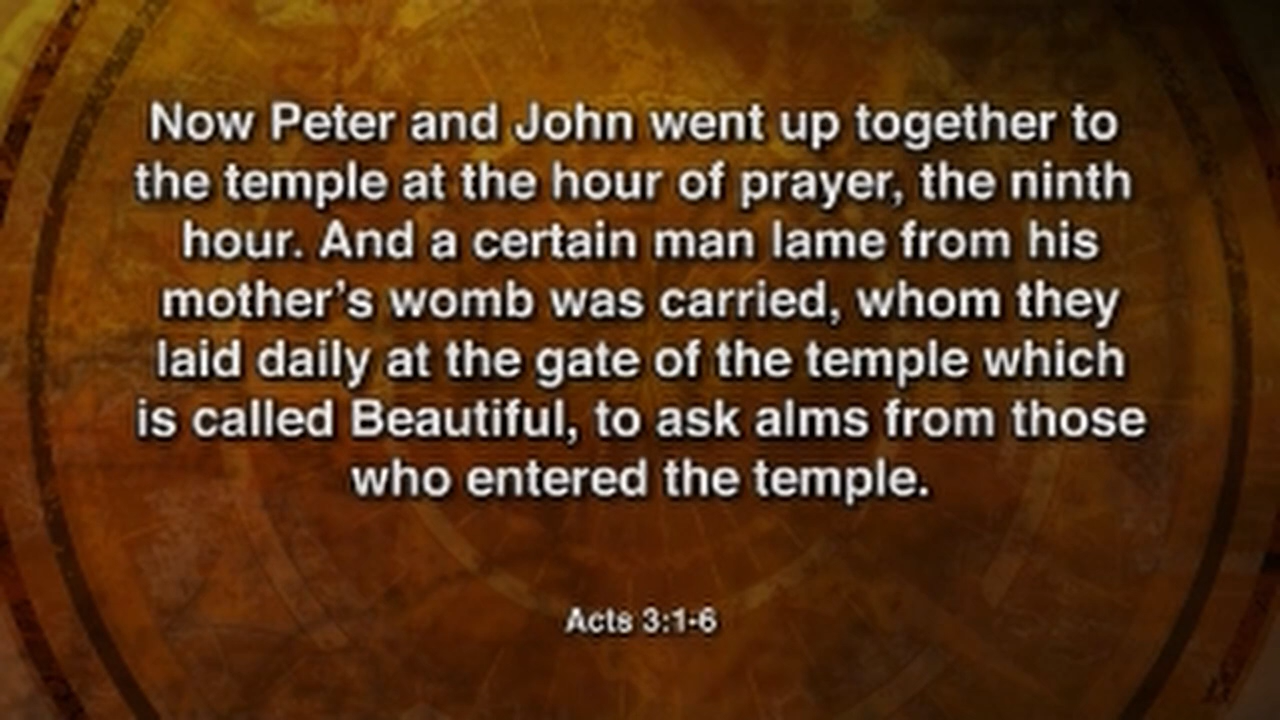 Now Peter and John went up together to
the temple at the hour of prayer, the ninth
hour. And a certain man lame from his
mother’s womb was carried, whom they
laid daily at the gate of the temple which
is called Beautiful, to ask alms from those
who entered the temple.
Acts 3:1-6